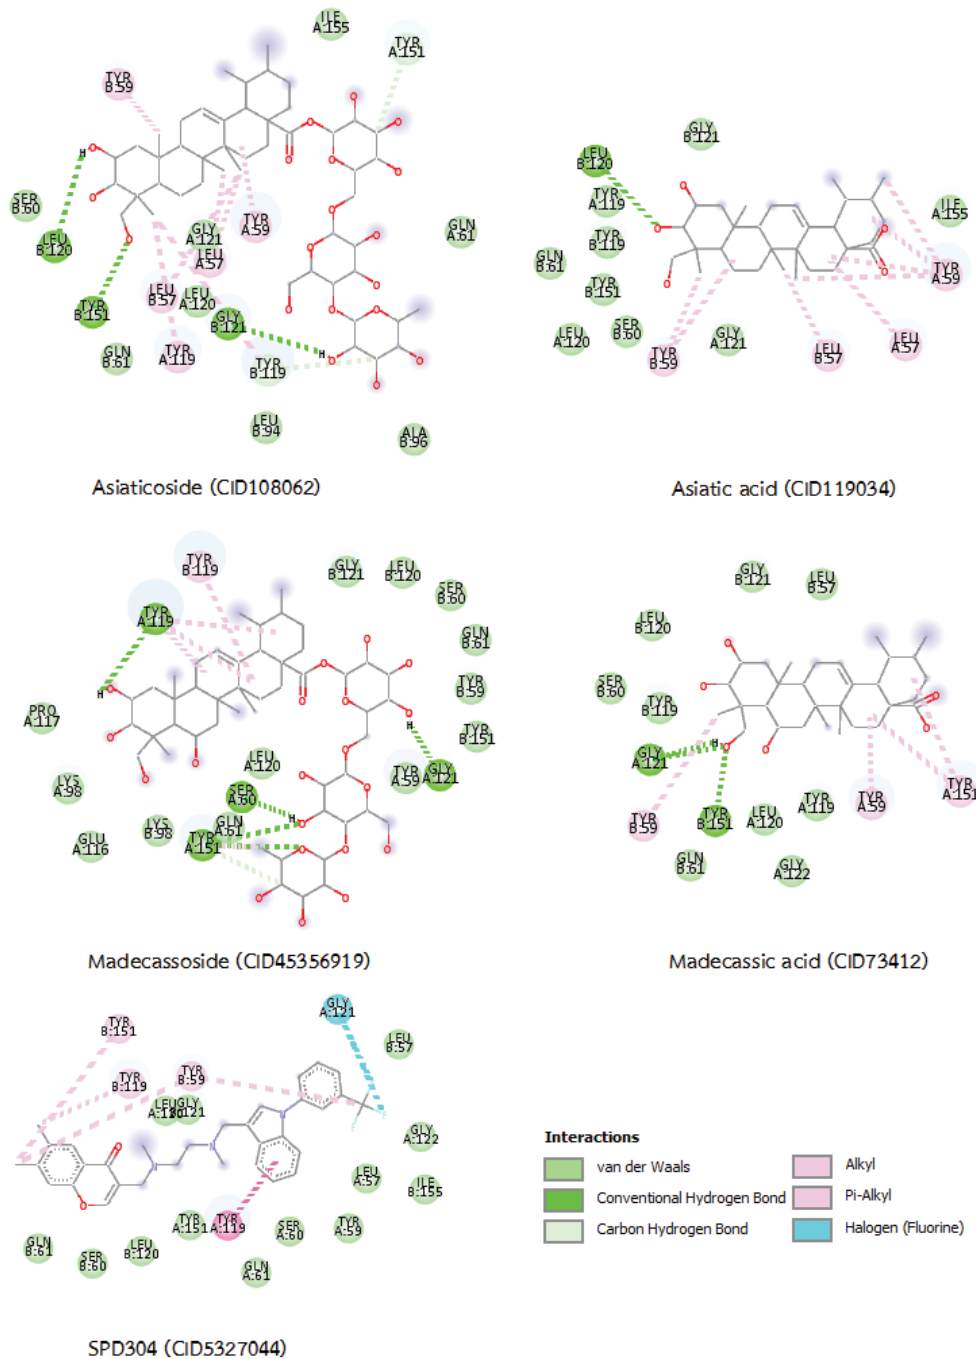 ILE
A:155
TYR
A:151
TYR
B:59
H
O
O
O
O
O
O
O
O
O
SER
B:60
LEU
B:120
TYR
B:151
GLY
A:121
LEU
A:57
TYR
A:59
GLN
A:61
LEU
B:57
LEU
A:120
GLY
B:121
GLN
B:61
TYR
A:119
TYR
B:119
H
O
O
O
O
O
O
O
O
O
O
LEU
B:94
ALA
B:96
Asiaticoside (CID108062)
GLY
B:121
LEU
B:120
TYR
A:119
TYR
B:119
GLN
B:61
TYR
B:151
ILE
A:155
TYR
A:59
O
O
O
O
O
LEU
A:120
SER
B:60
TYR
B:59
GLY
A:121
LEU
B:57
LEU
A:57
Asiatic acid (CID119034)
TYR
B:119
TYR
A:119
GLY
B:121
LEU
B:120
SER
B:60
GLN
B:61
TYR
B:59
TYR
B:151
H
O
O
O
O
O
O
O
O
O
O
O
H
PRO
A:117
LYS
A:98
LEU
A:120
TYR
A:59
GLY
A:121
SER
A:60
GLN
A:61
GLU
A:116
LYS
B:98
TYR
A:151
H
O
O
O
O
O
O
O
O
O
O
Madecassoside (CID45356919)
GLY
B:121
LEU
B:57
LEU
B:120
SER
B:60
TYR
B:119
GLY
A:121
H
O
O
O
O
O
O
TYR
B:59
TYR
B:151
LEU
A:120
TYR
A:119
TYR
A:59
TYR
A:151
GLN
B:61
GLY
A:122
Madecassic acid (CID73412)
GLY
A:121
TYR
B:151
LEU
B:57
TYR
B:119
TYR
B:59
LEU
GLY
B:121
O
O
N
N
N
F
F
F
GLY
A:122
LEU
A:57
ILE
B:155
GLN
B:61
SER
B:60
LEU
B:120
TYR
A:151
TYR
A:119
SER
A:60
TYR
A:59
GLN
A:61
SPD304 (CID5327044)
Interactions
van der Waals
Conventional Hydrogen Bond
Carbon Hydrogen Bond
Alkyl
Pi-Alkyl
Halogen (Fluorine)